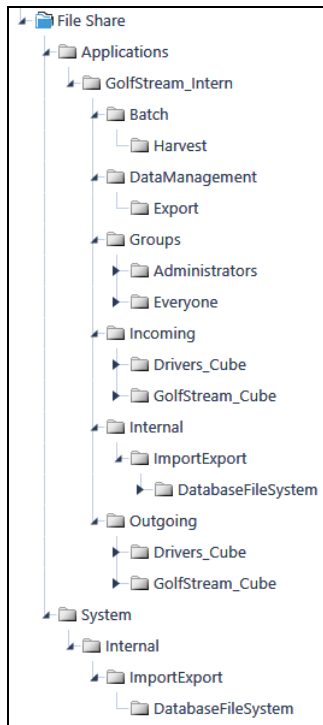 File Share
Applications
GolfStream_Intern
Batch
Harvest
DataManagement
Export
Groups
Administrators
Everyone
Incoming
Drivers_Cube
GolfStream_Cube
Internal
ImportExport
DatabaseFileSystem
Outgoing
Drivers_Cube
GolfStream_Cube
System
Internal
ImportExport
DatabaseFileSystem